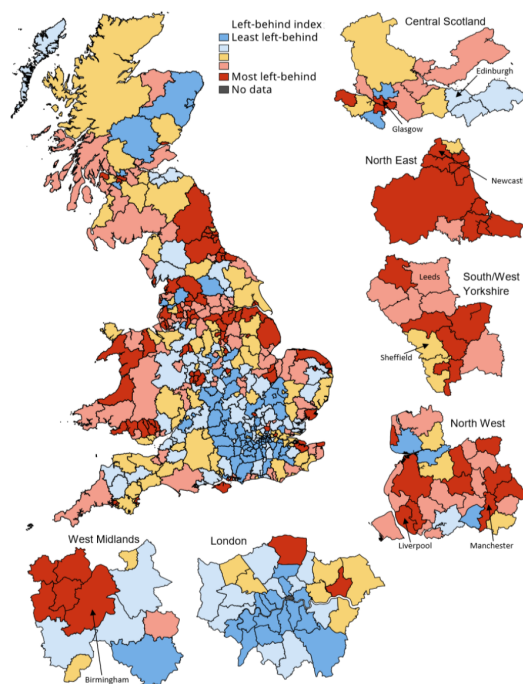 Left-behind index
Least left-behind
Most left-behind
No data
Central Scotland
Edinburgh
Glasgow
North East
Newcast
South/West
Yorkshire
Leeds
Sheffield
North West
Liverpool
Manchester
West Midlands
Birmingham
London